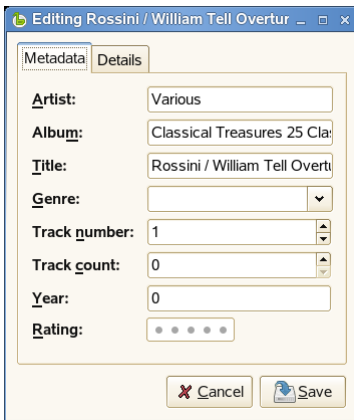 Editing Rossini / William Tell Overtur
Metadata Details
Artist: Various
Album: Classical Treasures 25 Clas
Title: Rossini / William Tell Overtu
Genre:
Track number: 1
Track count: 0
Year: 0
Rating:
Cancel Save